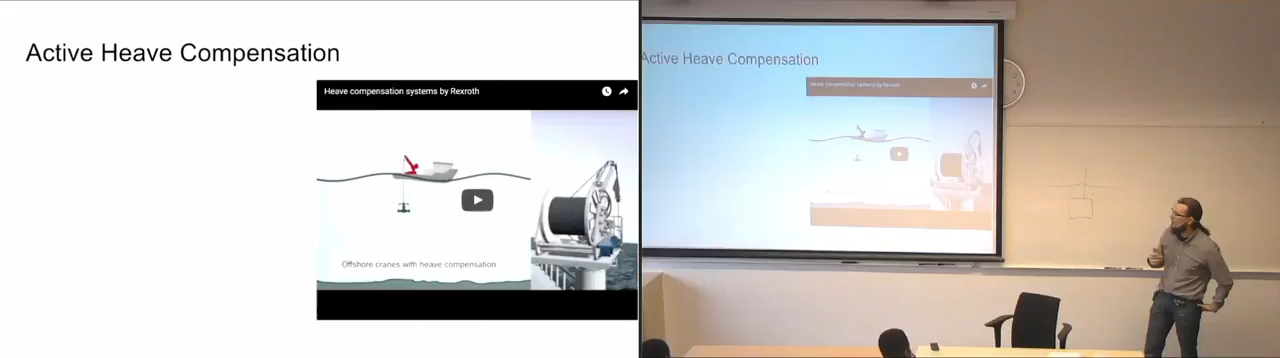 Active Heave Compensation
Heave compensation systems by Rexroth
Offshore cranes with heave compensation
Active Heave Compensation
Heave compensation systems by Rexroth